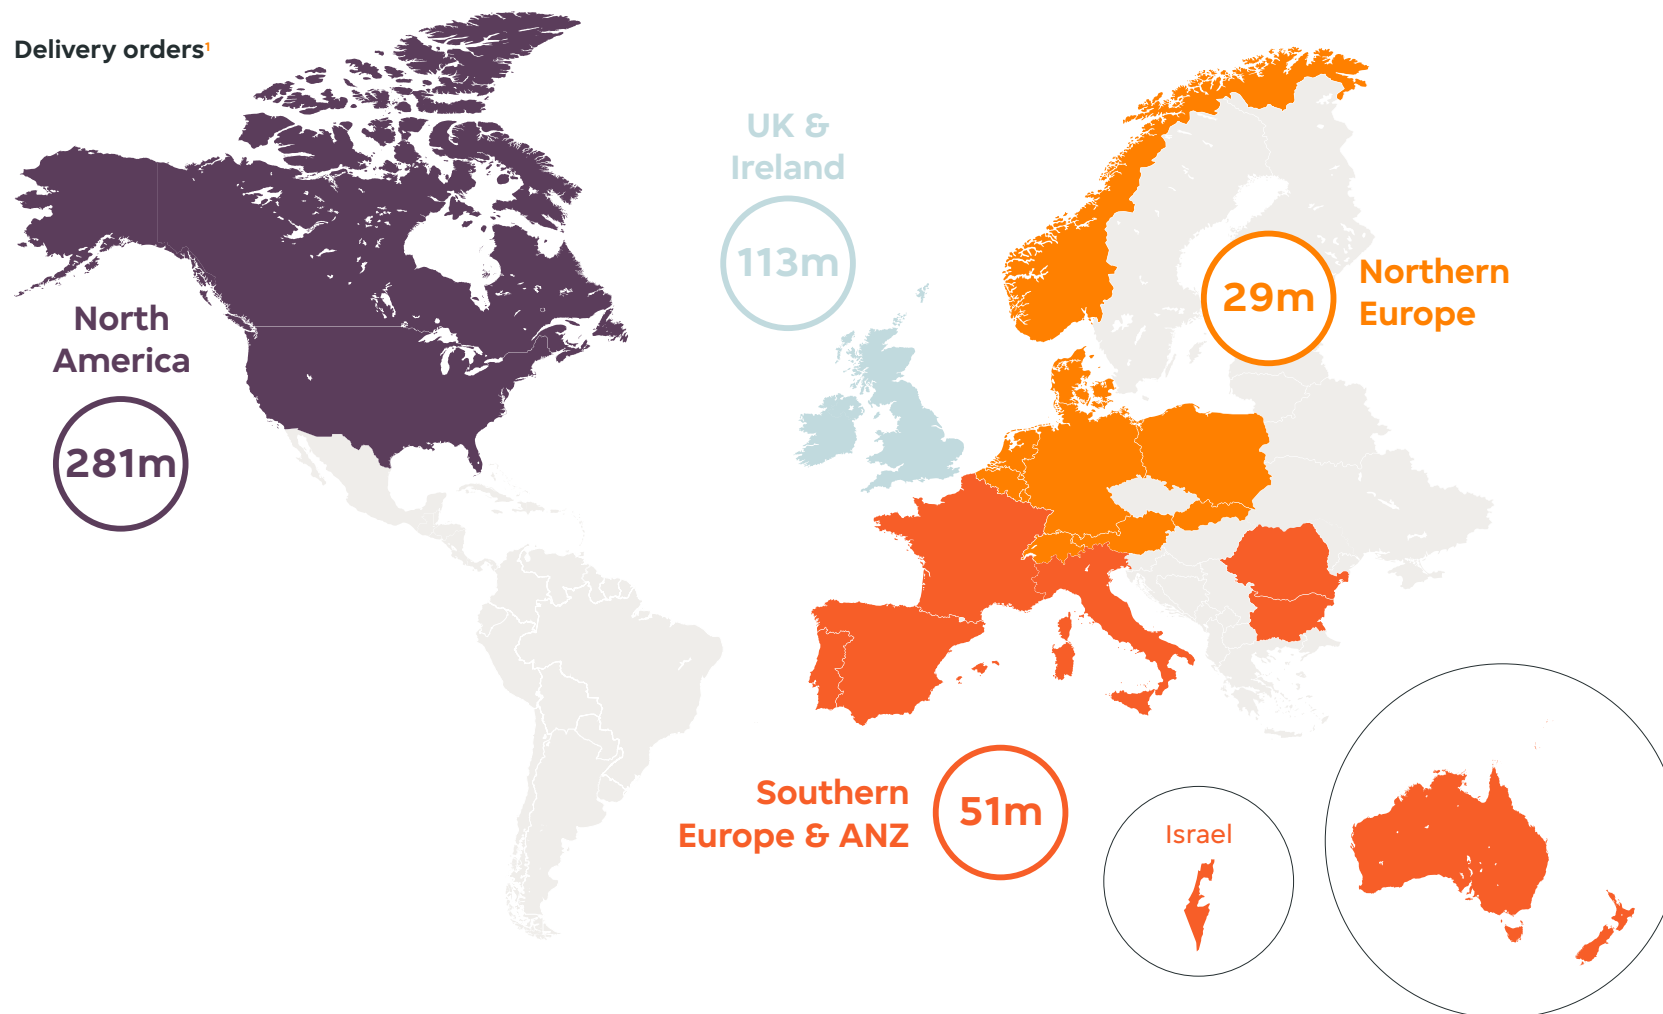 Delivery orders¹
North
America
281m
UK &
Ireland
113m
29m
Northern
Europe
Southern
Europe & ANZ
51m
Israel